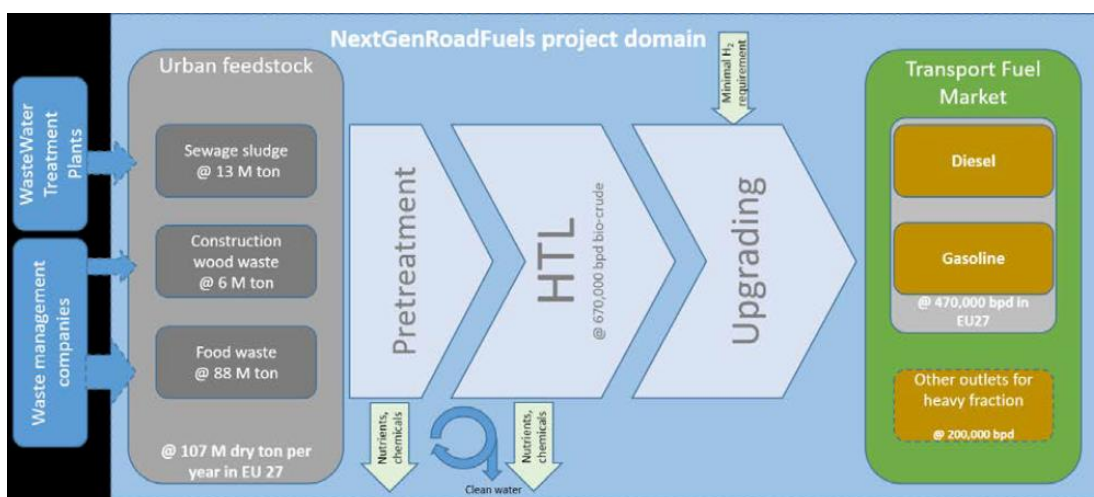 NextGenRoadFuels project domain
WasteWater
Treatment
Plants
Waste management
companies
Urban feedstock
Sewage sludge
@ 13 M ton
Construction
wood waste
@ 6 M ton
Food waste
@ 88 M ton
@ 107 M dry ton per
year in EU 27
Pretreatment
Nutrients,
chemicals
Clean water
HTL
@ 670,000 bpd bio-crude
Nutrients,
chemicals
Minimal H₂
requirement
Upgrading
Transport Fuel
Market
Diesel
Gasoline
@ 470,000 bpd in
EU27
Other outlets for
heavy fraction
@ 200,000 bpd